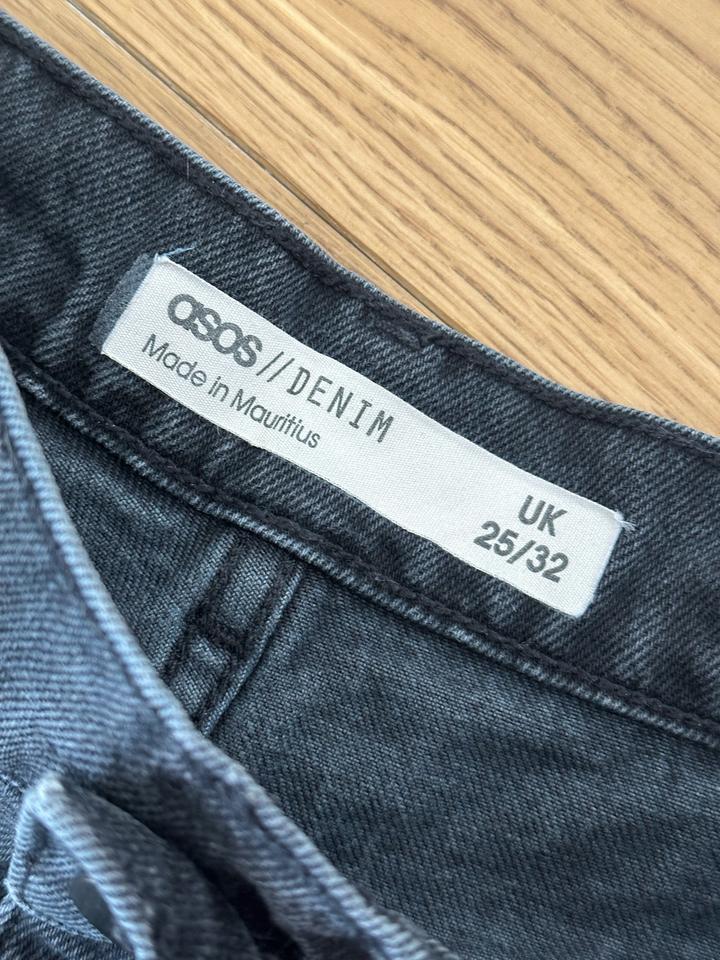 asos//DENIM
Made in Mauritius
UK
25/32